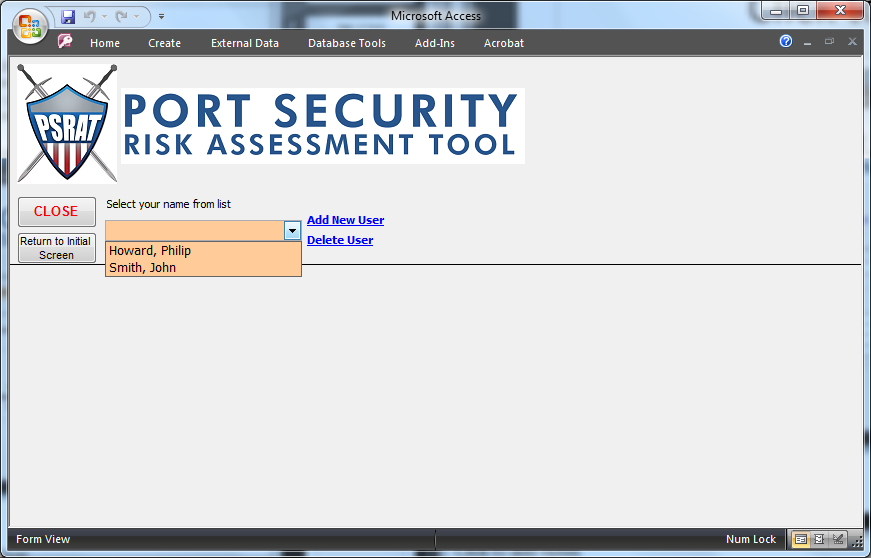 Microsoft Access
Home Create External Data Database Tools Add-Ins Acrobat
PSRAT
PORT SECURITY
RISK ASSESSMENT TOOL
CLOSE
Select your name from list
Add New User
Return to Initial
Screen
Delete User
Howard, Philip
Smith, John
Form View
Num Lock